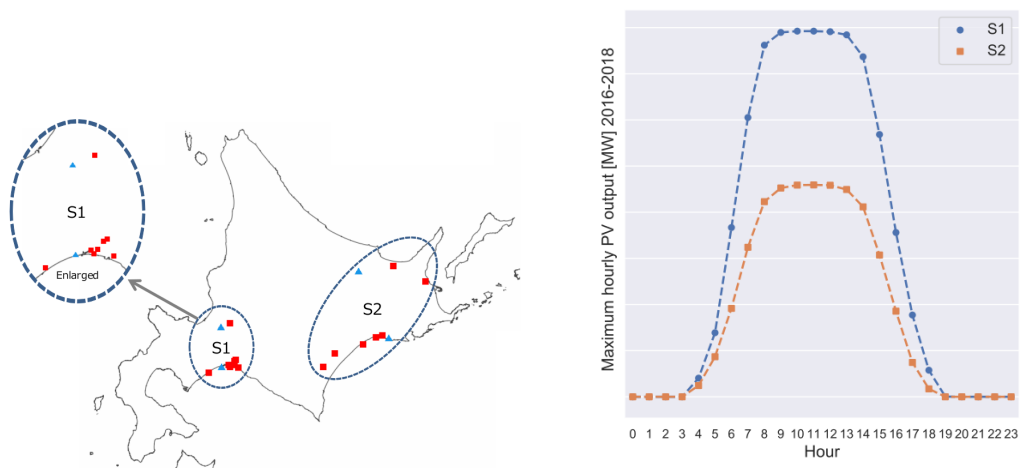 S1
Enlarged
S1
S2
Maximum hourly PV output [MW] 2016-2018
S1
S2
0 1 2 3 4 5 6 7 8 9 10 11 12 13 14 15 16 17 18 19 20 21 22 23
Hour